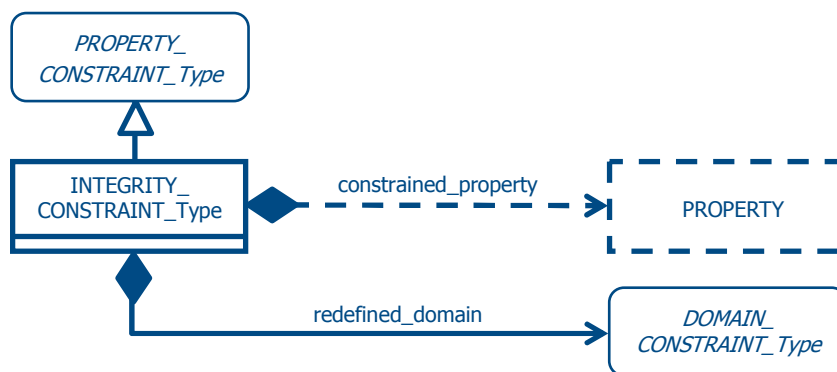 PROPERTY_
CONSTRAINT_Type
INTEGRITY_
CONSTRAINT_Type
constrained_property
PROPERTY
redefined_domain
DOMAIN_
CONSTRAINT_Type